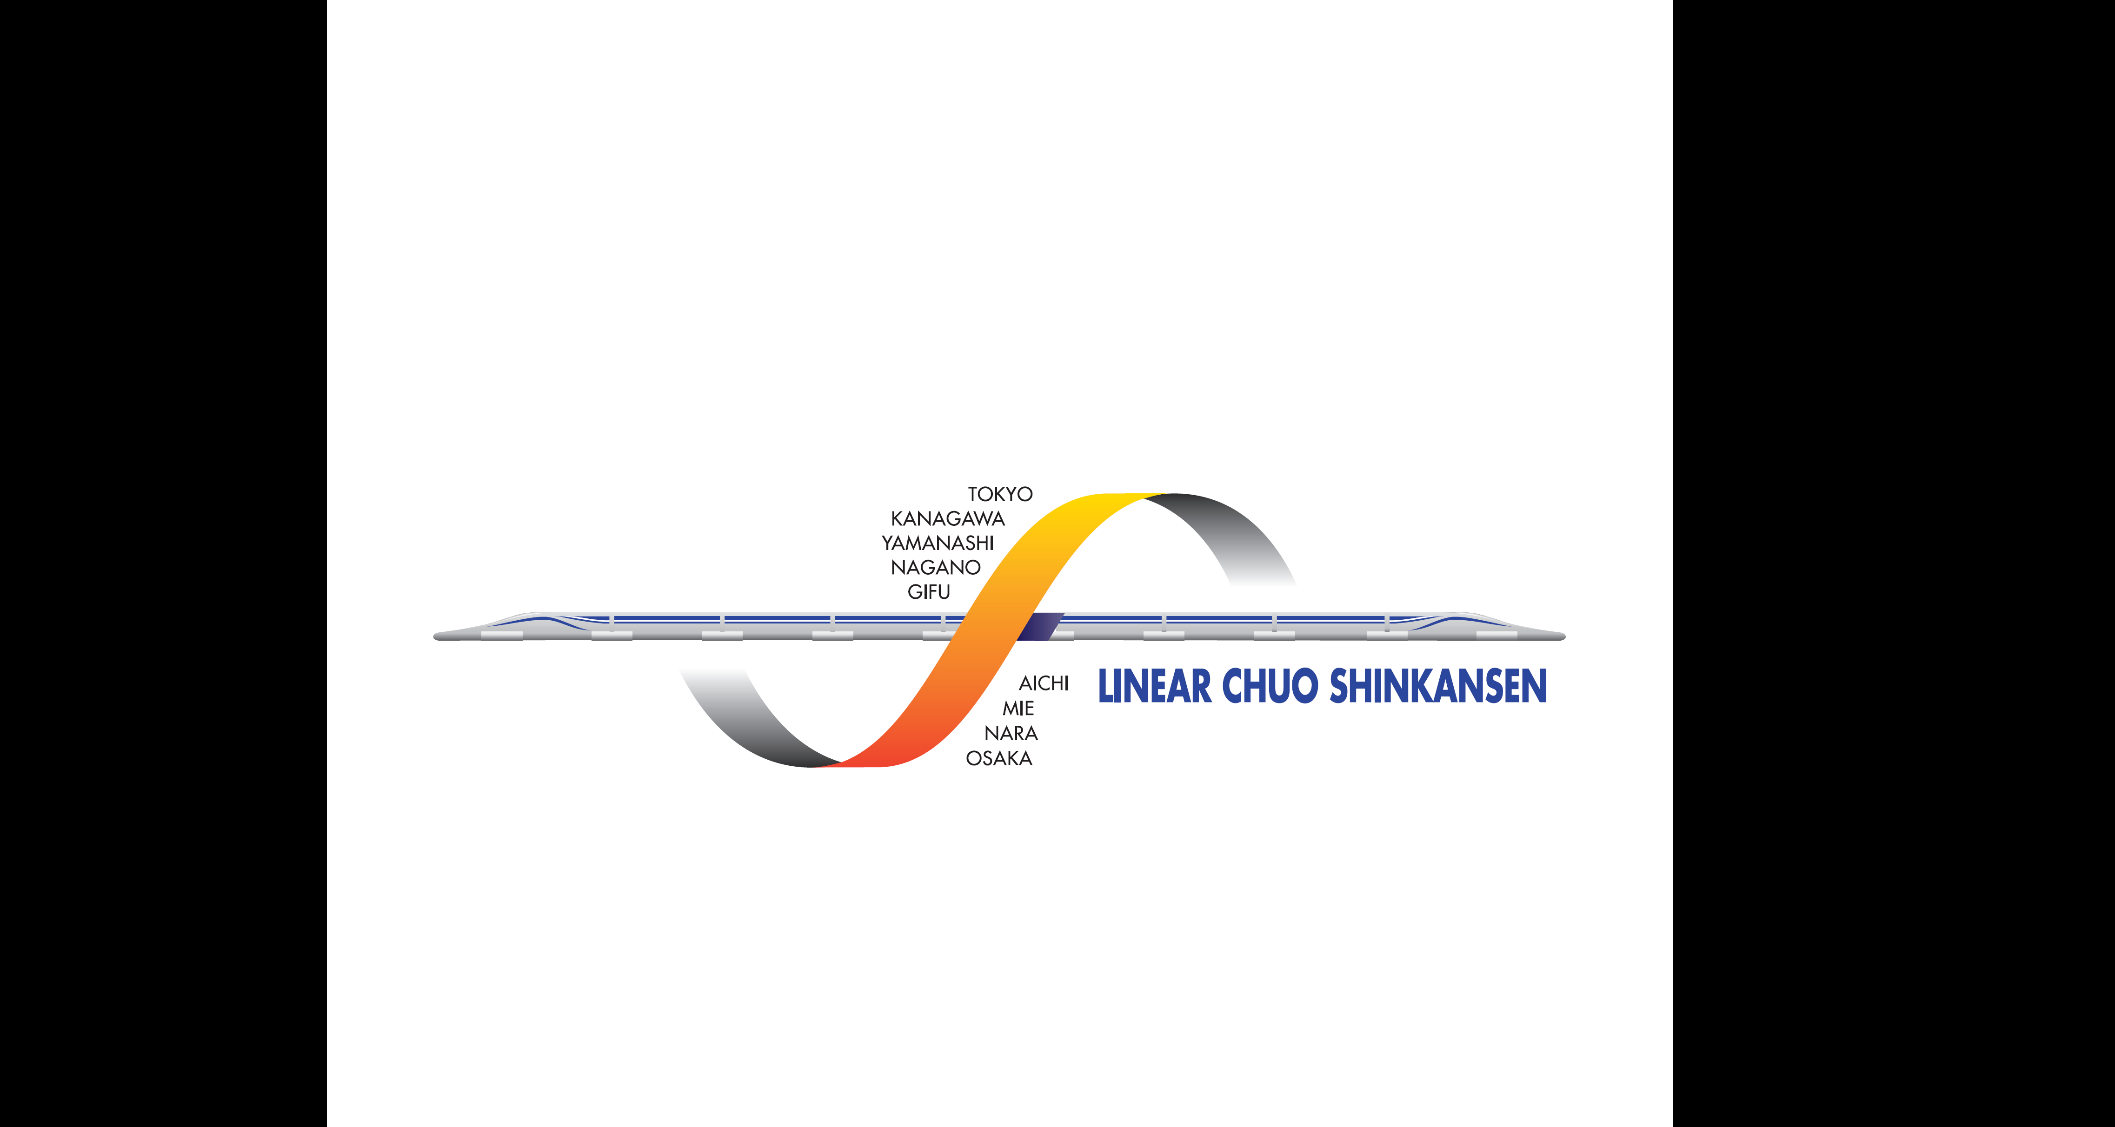 TOKYO
KANAGAWA
YAMANASHI
NAGANO
GIFU
AICHI
MIE
NARA
OSAKA
LINEAR CHUO SHINKANSEN